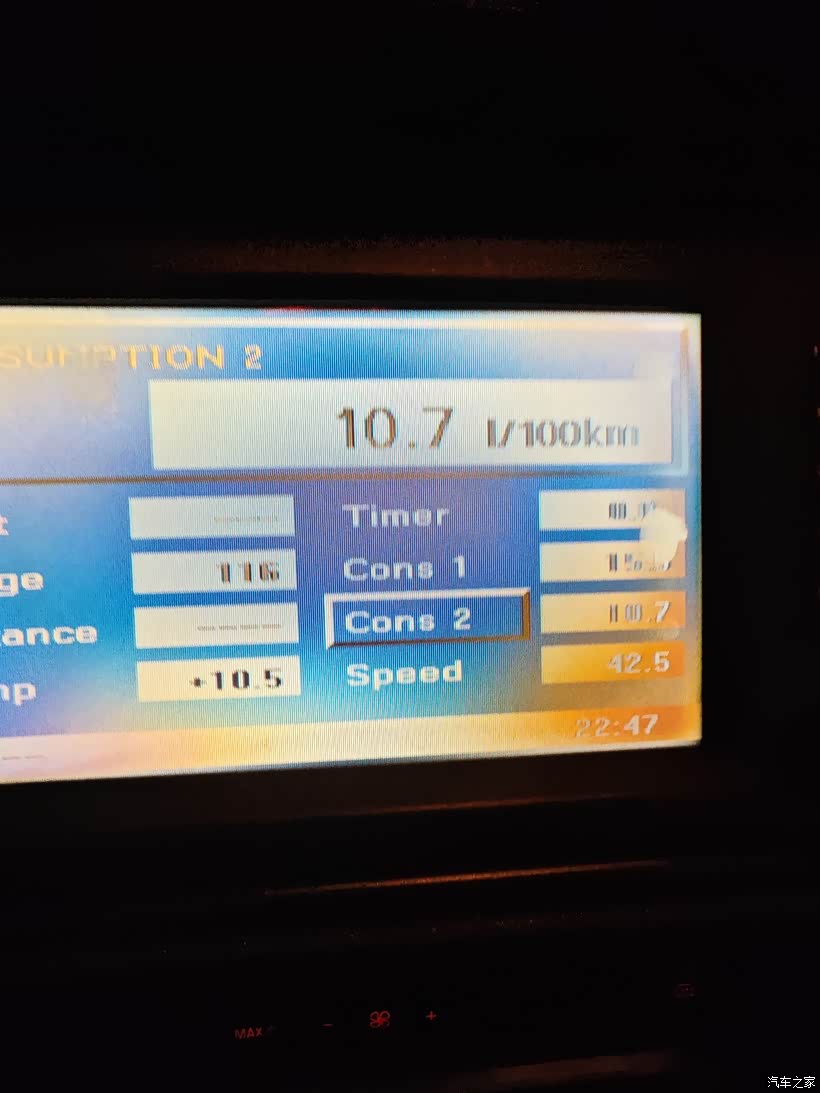 SUMPTION 2
10.7 l/100km
t -------- Timer
ge 116 Cons 1
ance ---- ---- ---- ---- Cons 2 10.7
mp +10.5 Speed 42.5
22:47
MAX - +
汽车之家